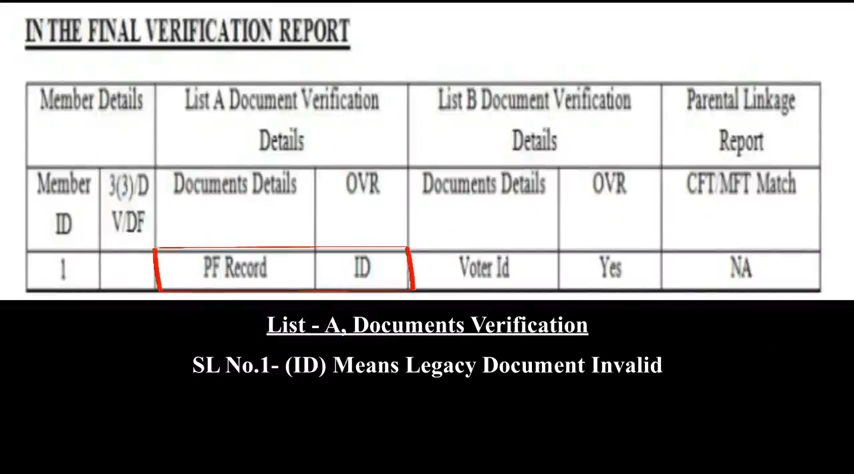 IN THE FINAL VERIFICATION REPORT
Member Details
List A Document Verification
Details
List B Document Verification
Details
Parental Linkage
Report
Member
ID
3(3)/D
V/DF
Documents Details
OVR
Documents Details
OVR
CFT/MFT Match
1
PF Record
ID
Voter Id
Yes
NA
List - A, Documents Verification
SL No.1- (ID) Means Legacy Document Invalid